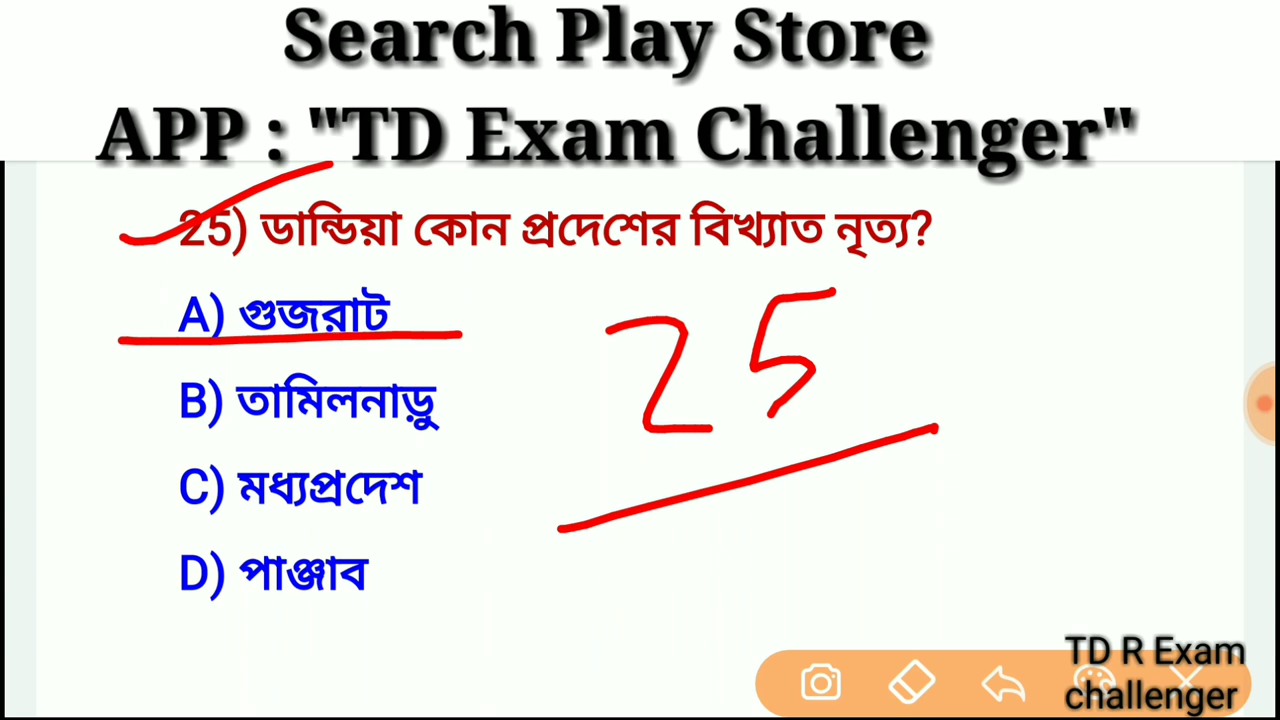 Search Play Store
APP : "TD Exam Challenger"
25) ডান্ডিয়া কোন প্রদেশের বিখ্যাত নৃত্য?
A) গুজরাট
B) তামিলনাড়ু
C) মধ্যপ্রদেশ
D) পাঞ্জাব
25
TD R Exam
challenger